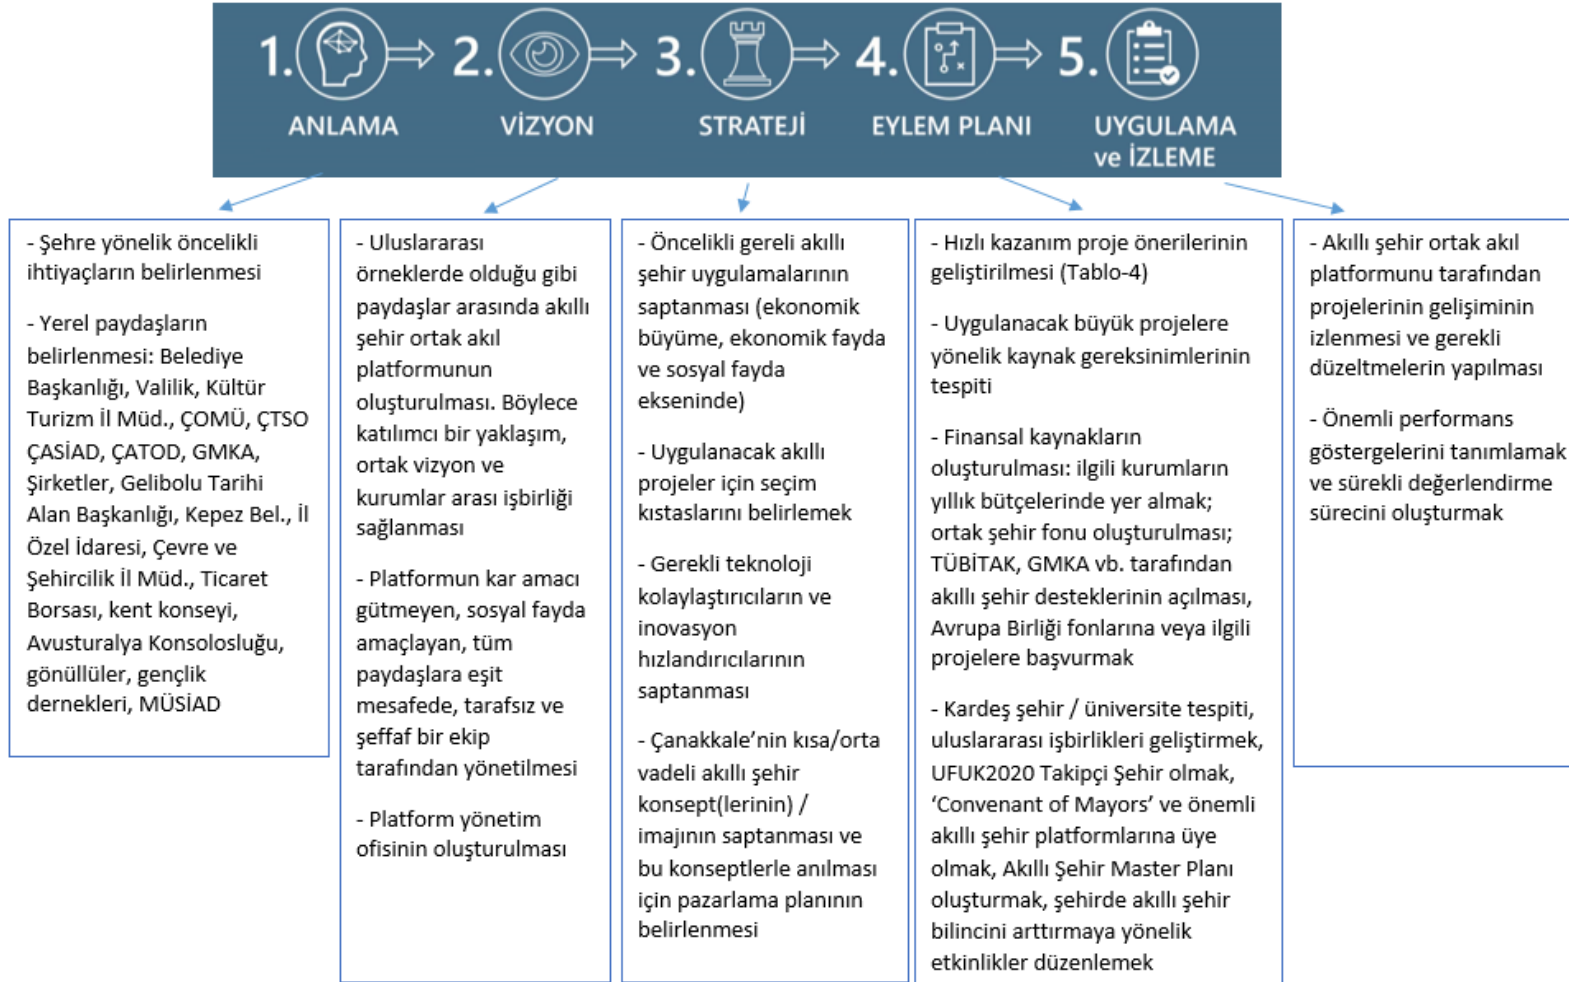 1.
2.
3.
4.
5.
ANLAMA
VİZYON
STRATEJİ
EYLEM PLANI
UYGULAMA
ve İZLEME
- Şehre yönelik öncelikli
ihtiyaçların belirlenmesi
- Yerel paydaşların
belirlenmesi: Belediye
Başkanlığı, Valilik, Kültür
Turizm İl Müd., ÇOMÜ, ÇTSO
ÇASİAD, ÇATOD, GMKA,
Şirketler, Gelibolu Tarihi
Alan Başkanlığı, Kepez Bel., İl
Özel İdaresi, Çevre ve
Şehircilik İl Müd., Ticaret
Borsası, kent konseyi,
Avusturalya Konsolosluğu,
gönüllüler, gençlik
dernekleri, MÜSİAD
- Uluslararası
örneklerde olduğu gibi
paydaşlar arasında akıllı
şehir ortak akıl
platformunun
oluşturulması. Böylece
katılımcı bir yaklaşım,
ortak vizyon ve
kurumlar arası işbirliği
sağlanması
- Platformun kar amacı
gütmeyen, sosyal fayda
amaçlayan, tüm
paydaşlara eşit
mesafede, tarafsız ve
şeffaf bir ekip
tarafından yönetilmesi
- Platform yönetim
ofisinin oluşturulması
- Öncelikli gereli akıllı
şehir uygulamalarının
saptanması (ekonomik
büyüme, ekonomik fayda
ve sosyal fayda
ekseninde)
- Uygulanacak akıllı
projeler için seçim
kıstaslarını belirlemek
- Gerekli teknoloji
kolaylaştırıcıların ve
inovasyon
hızlandırıcılarının
saptanması
- Çanakkale’nin kısa/orta
vadeli akıllı şehir
konsept(lerinin) /
imajının saptanması ve
bu konseptlerle anılması
için pazarlama planının
belirlenmesi
- Hızlı kazanım proje önerilerinin
geliştirilmesi (Tablo-4)
- Uygulanacak büyük projelere
yönelik kaynak gereksinimlerinin
tespiti
- Finansal kaynakların
oluşturulması: ilgili kurumların
yıllık bütçelerinde yer almak;
ortak şehir fonu oluşturulması;
TÜBİTAK, GMKA vb. tarafından
akıllı şehir desteklerinin açılması,
Avrupa Birliği fonlarına veya ilgili
projelere başvurmak
- Kardeş şehir / üniversite tespiti,
uluslararası işbirlikleri geliştirmek,
UFUK2020 Takipçi Şehir olmak,
‘Convenant of Mayors’ ve önemli
akıllı şehir platformlarına üye
olmak, Akıllı Şehir Master Planı
oluşturmak, şehirde akıllı şehir
bilincini arttırmaya yönelik
etkinlikler düzenlemek
- Akıllı şehir ortak akıl
platformunu tarafından
projelerinin gelişiminin
izlenmesi ve gerekli
düzeltmelerin yapılması
- Önemli performans
göstergelerini tanımlamak
ve sürekli değerlendirme
sürecini oluşturmak